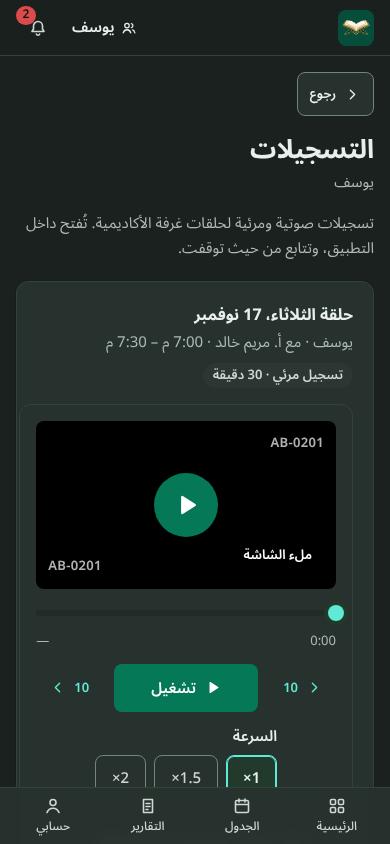 2
يوسف
رجوع
التسجيلات
يوسف
تسجيلات صوتية ومرئية لحلقات غرفة الأكاديمية. تُفتح داخل
التطبيق، وتتابع من حيث توقفت.
حلقة الثلاثاء، 17 نوفمبر
يوسف · مع أ. مريم خالد · 7:00 م – 7:30 م
تسجيل مرئي · 30 دقيقة
AB-0201
ملء الشاشة
AB-0201
0:00 —
10 تشغيل 10
السرعة
×1 ×1.5 ×2
الرئيسية الجدول التقارير حسابي